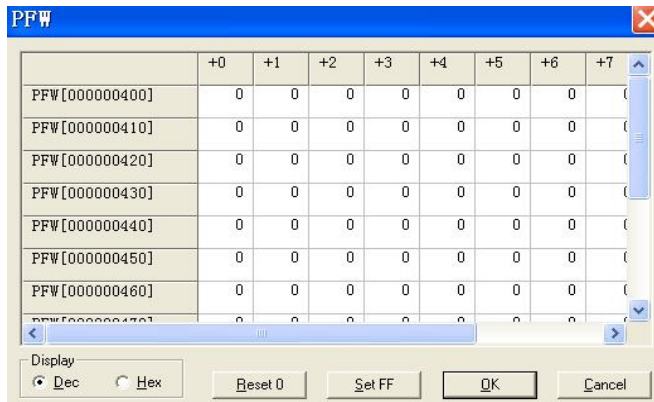 PFW
+0 +1 +2 +3 +4 +5 +6 +7
PFW[000000400] 0 0 0 0 0 0 0
PFW[000000410] 0 0 0 0 0 0 0
PFW[000000420] 0 0 0 0 0 0 0
PFW[000000430] 0 0 0 0 0 0 0
PFW[000000440] 0 0 0 0 0 0 0
PFW[000000450] 0 0 0 0 0 0 0
PFW[000000460] 0 0 0 0 0 0 0
Display
Dec Hex Reset 0 Set FF OK Cancel